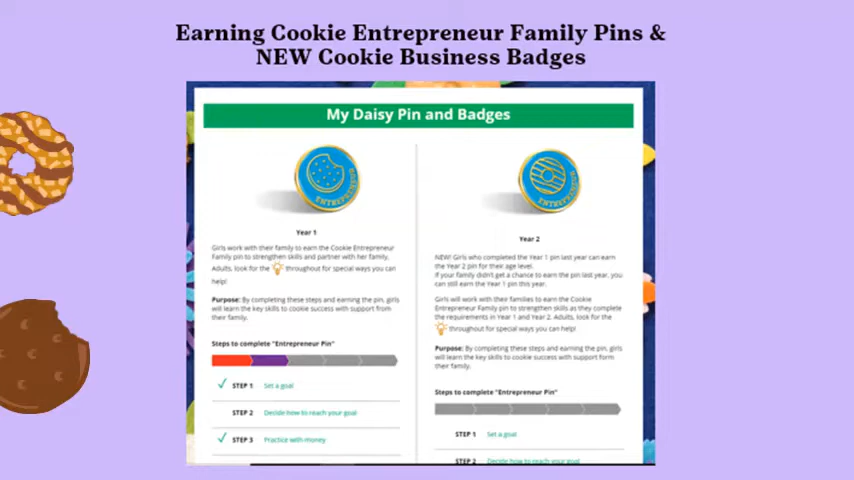 Earning Cookie Entrepreneur Family Pins &
NEW Cookie Business Badges
My Daisy Pin and Badges
ENTREPRENEUR
Year 1
Girls work with their family to earn the Cookie Entrepreneur
Family pin to strengthen skills and partner with her family.
Adults, look for the throughout for special ways you can
help!
Purpose: By completing these steps and earning the pin, girls
will learn the key skills to cookie success with support from
their family.
Steps to complete "Entrepreneur Pin"
STEP 1 Set a goal
STEP 2 Decide how to reach your goal
STEP 3 Practice with money
ENTREPRENEUR
Year 2
NEW! Girls who completed the Year 1 pin last year can earn
the Year 2 pin for their age level.
If your family didn't get a chance to earn the pin last year, you
can still earn the Year 1 pin this year.
Girls will work with their families to earn the Cookie
Entrepreneur Family pin to strengthen skills as they complete
the requirements in Year 1 and Year 2. Adults, look for the
throughout for special ways you can help!
Purpose: By completing these steps and earning the pin, girls
will learn the key skills to cookie success with support form
their family.
Steps to complete "Entrepreneur Pin"
STEP 1 Set a goal
STEP 2 Decide how to reach your goal